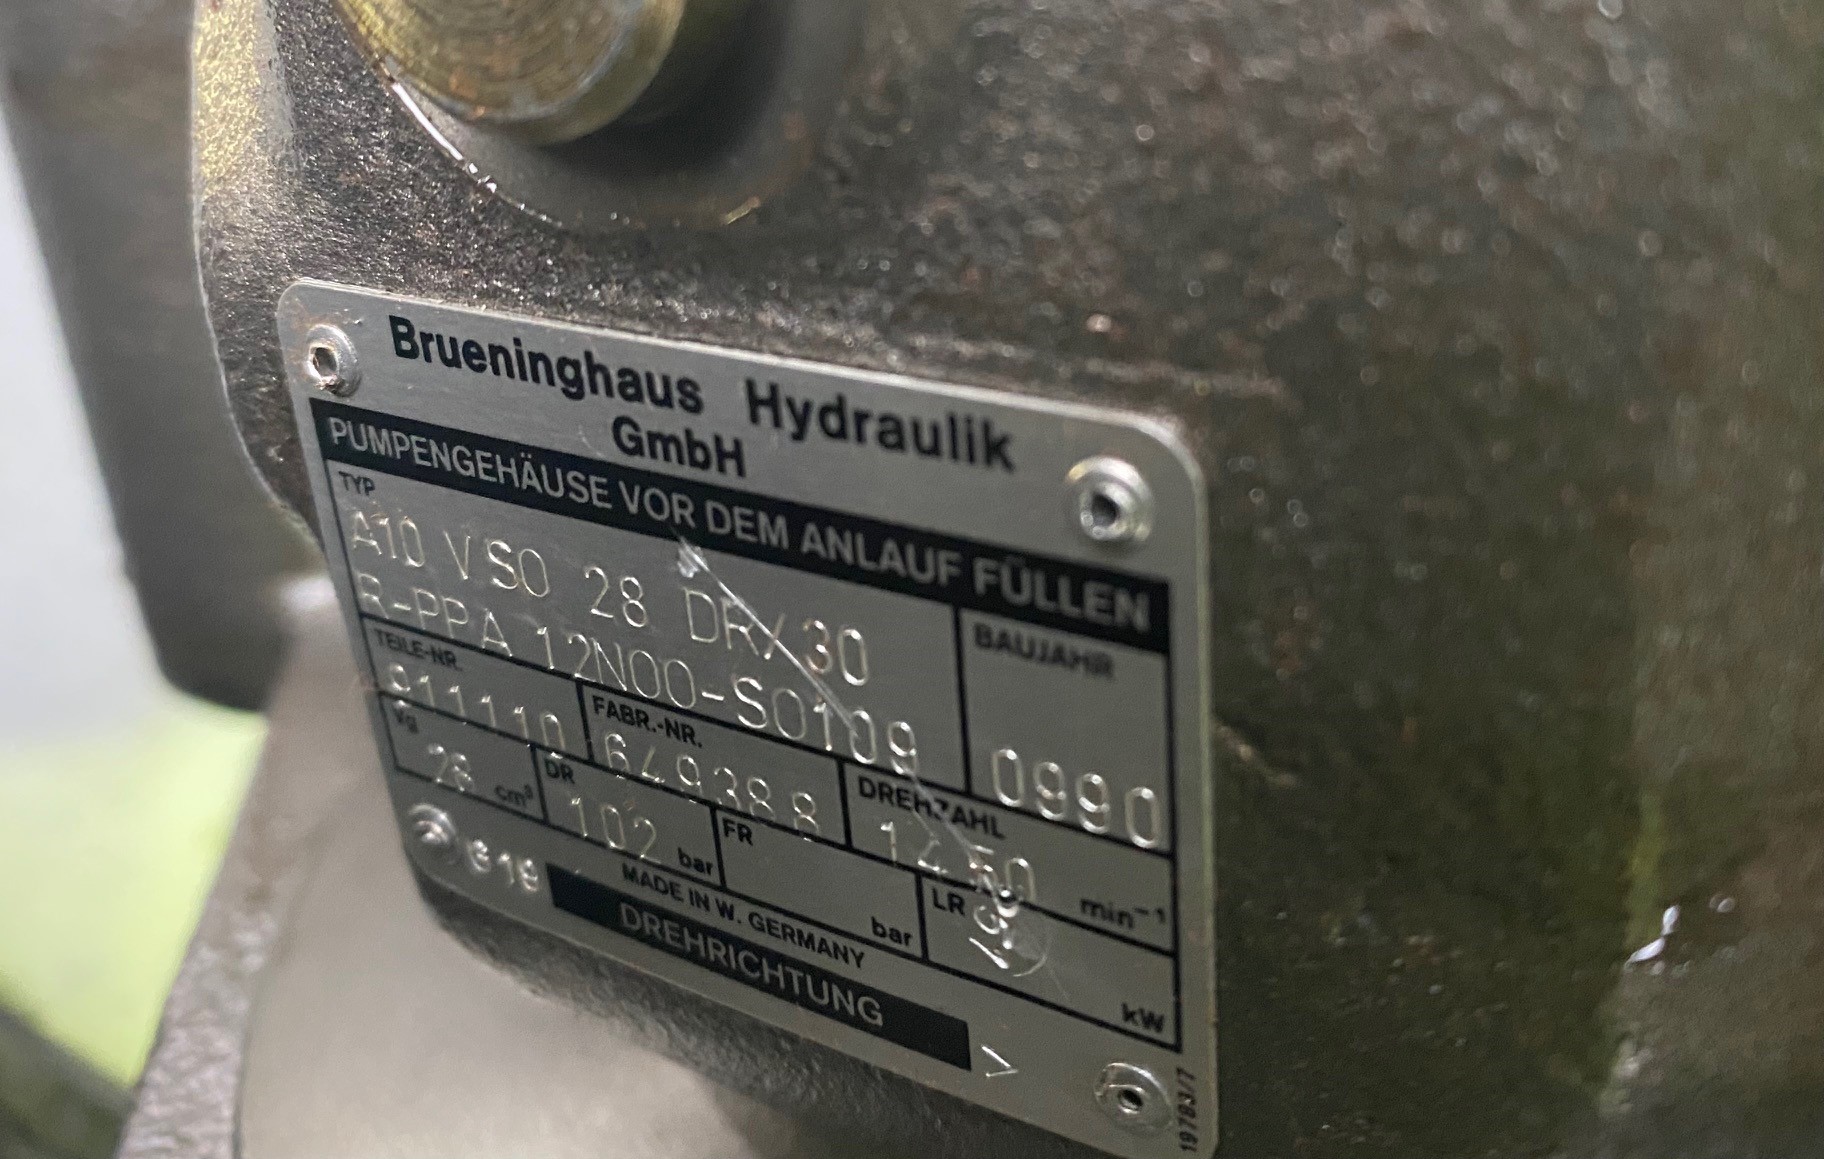 Brueninghaus Hydraulik
GmbH
PUMPENGEHÄUSE VOR DEM ANLAUF FÜLLEN
TYP
A10 VSO 28 DR/30
R-PPA 12N00-S0109
BAUJAHR
0990
TEILE-NR.
911110
FABR.-NR.
649388
DREHZAHL
1450 min⁻¹
Vg
28 cm³
DR
102 bar
FR
bar
LR
kW
MADE IN W. GERMANY
DREHRICHTUNG >
19783/7